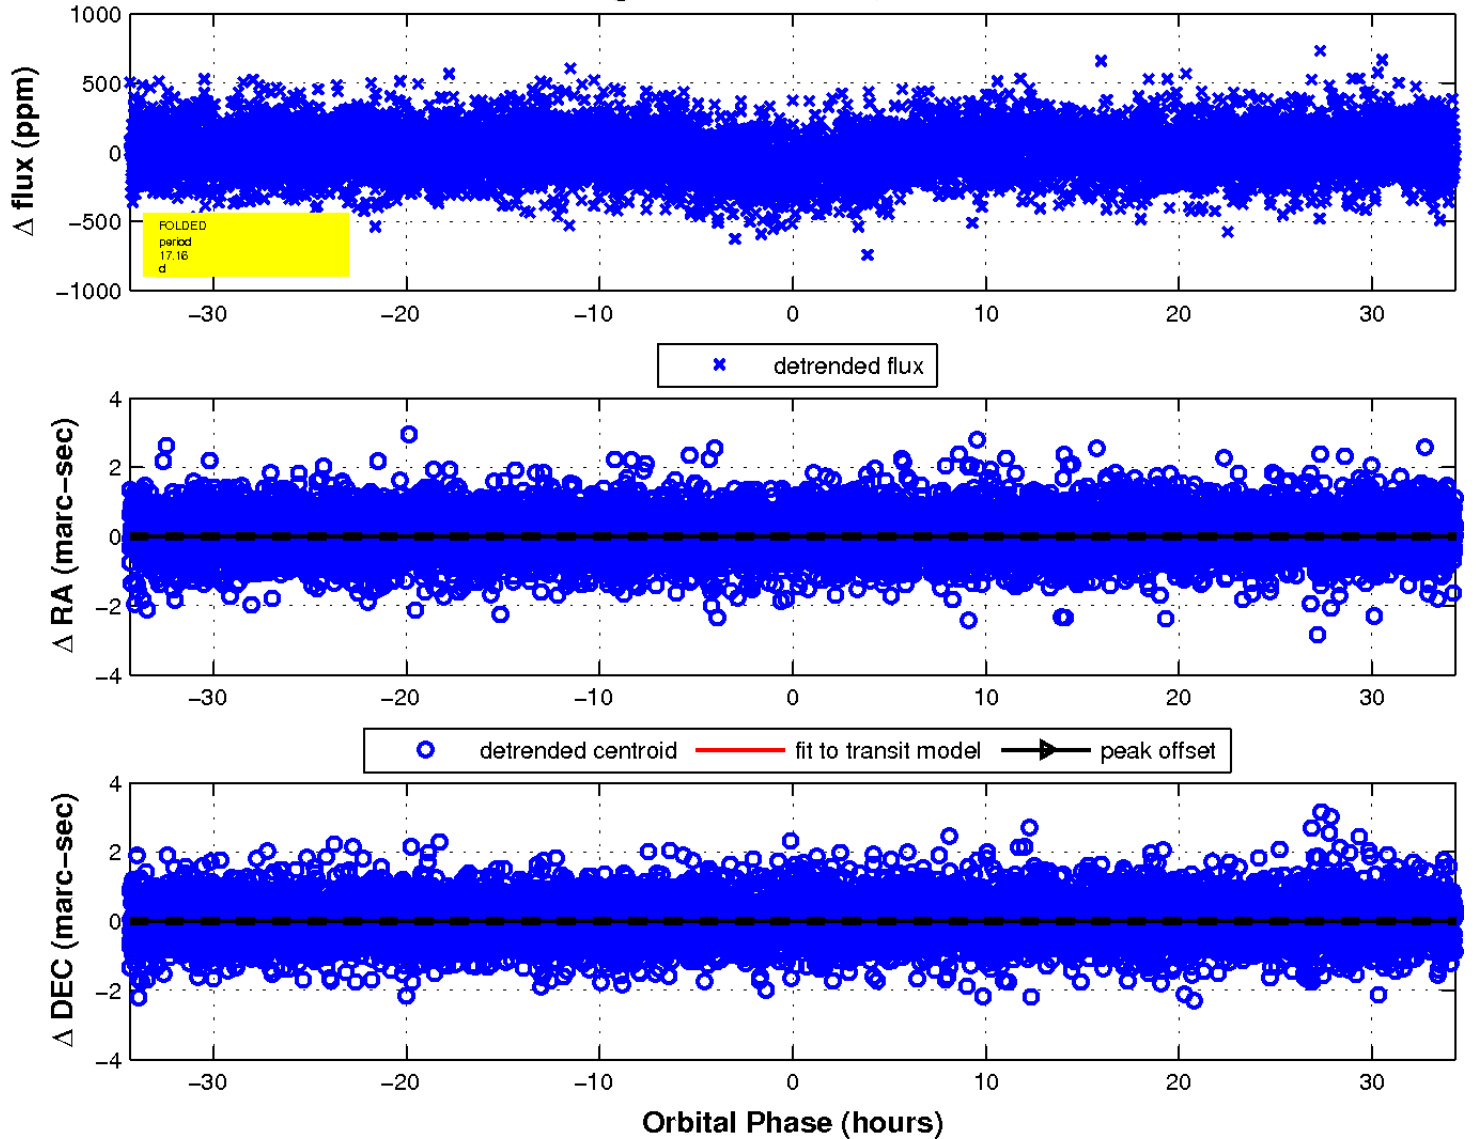 1000
500
0
−500
−1000
Δ flux (ppm)
FOLDED
period
17.16
d
−30 −20 −10 0 10 20 30
detrended flux
4
2
0
−2
−4
Δ RA (marc−sec)
−30 −20 −10 0 10 20 30
detrended centroid fit to transit model peak offset
4
2
0
−2
−4
Δ DEC (marc−sec)
−30 −20 −10 0 10 20 30
Orbital Phase (hours)